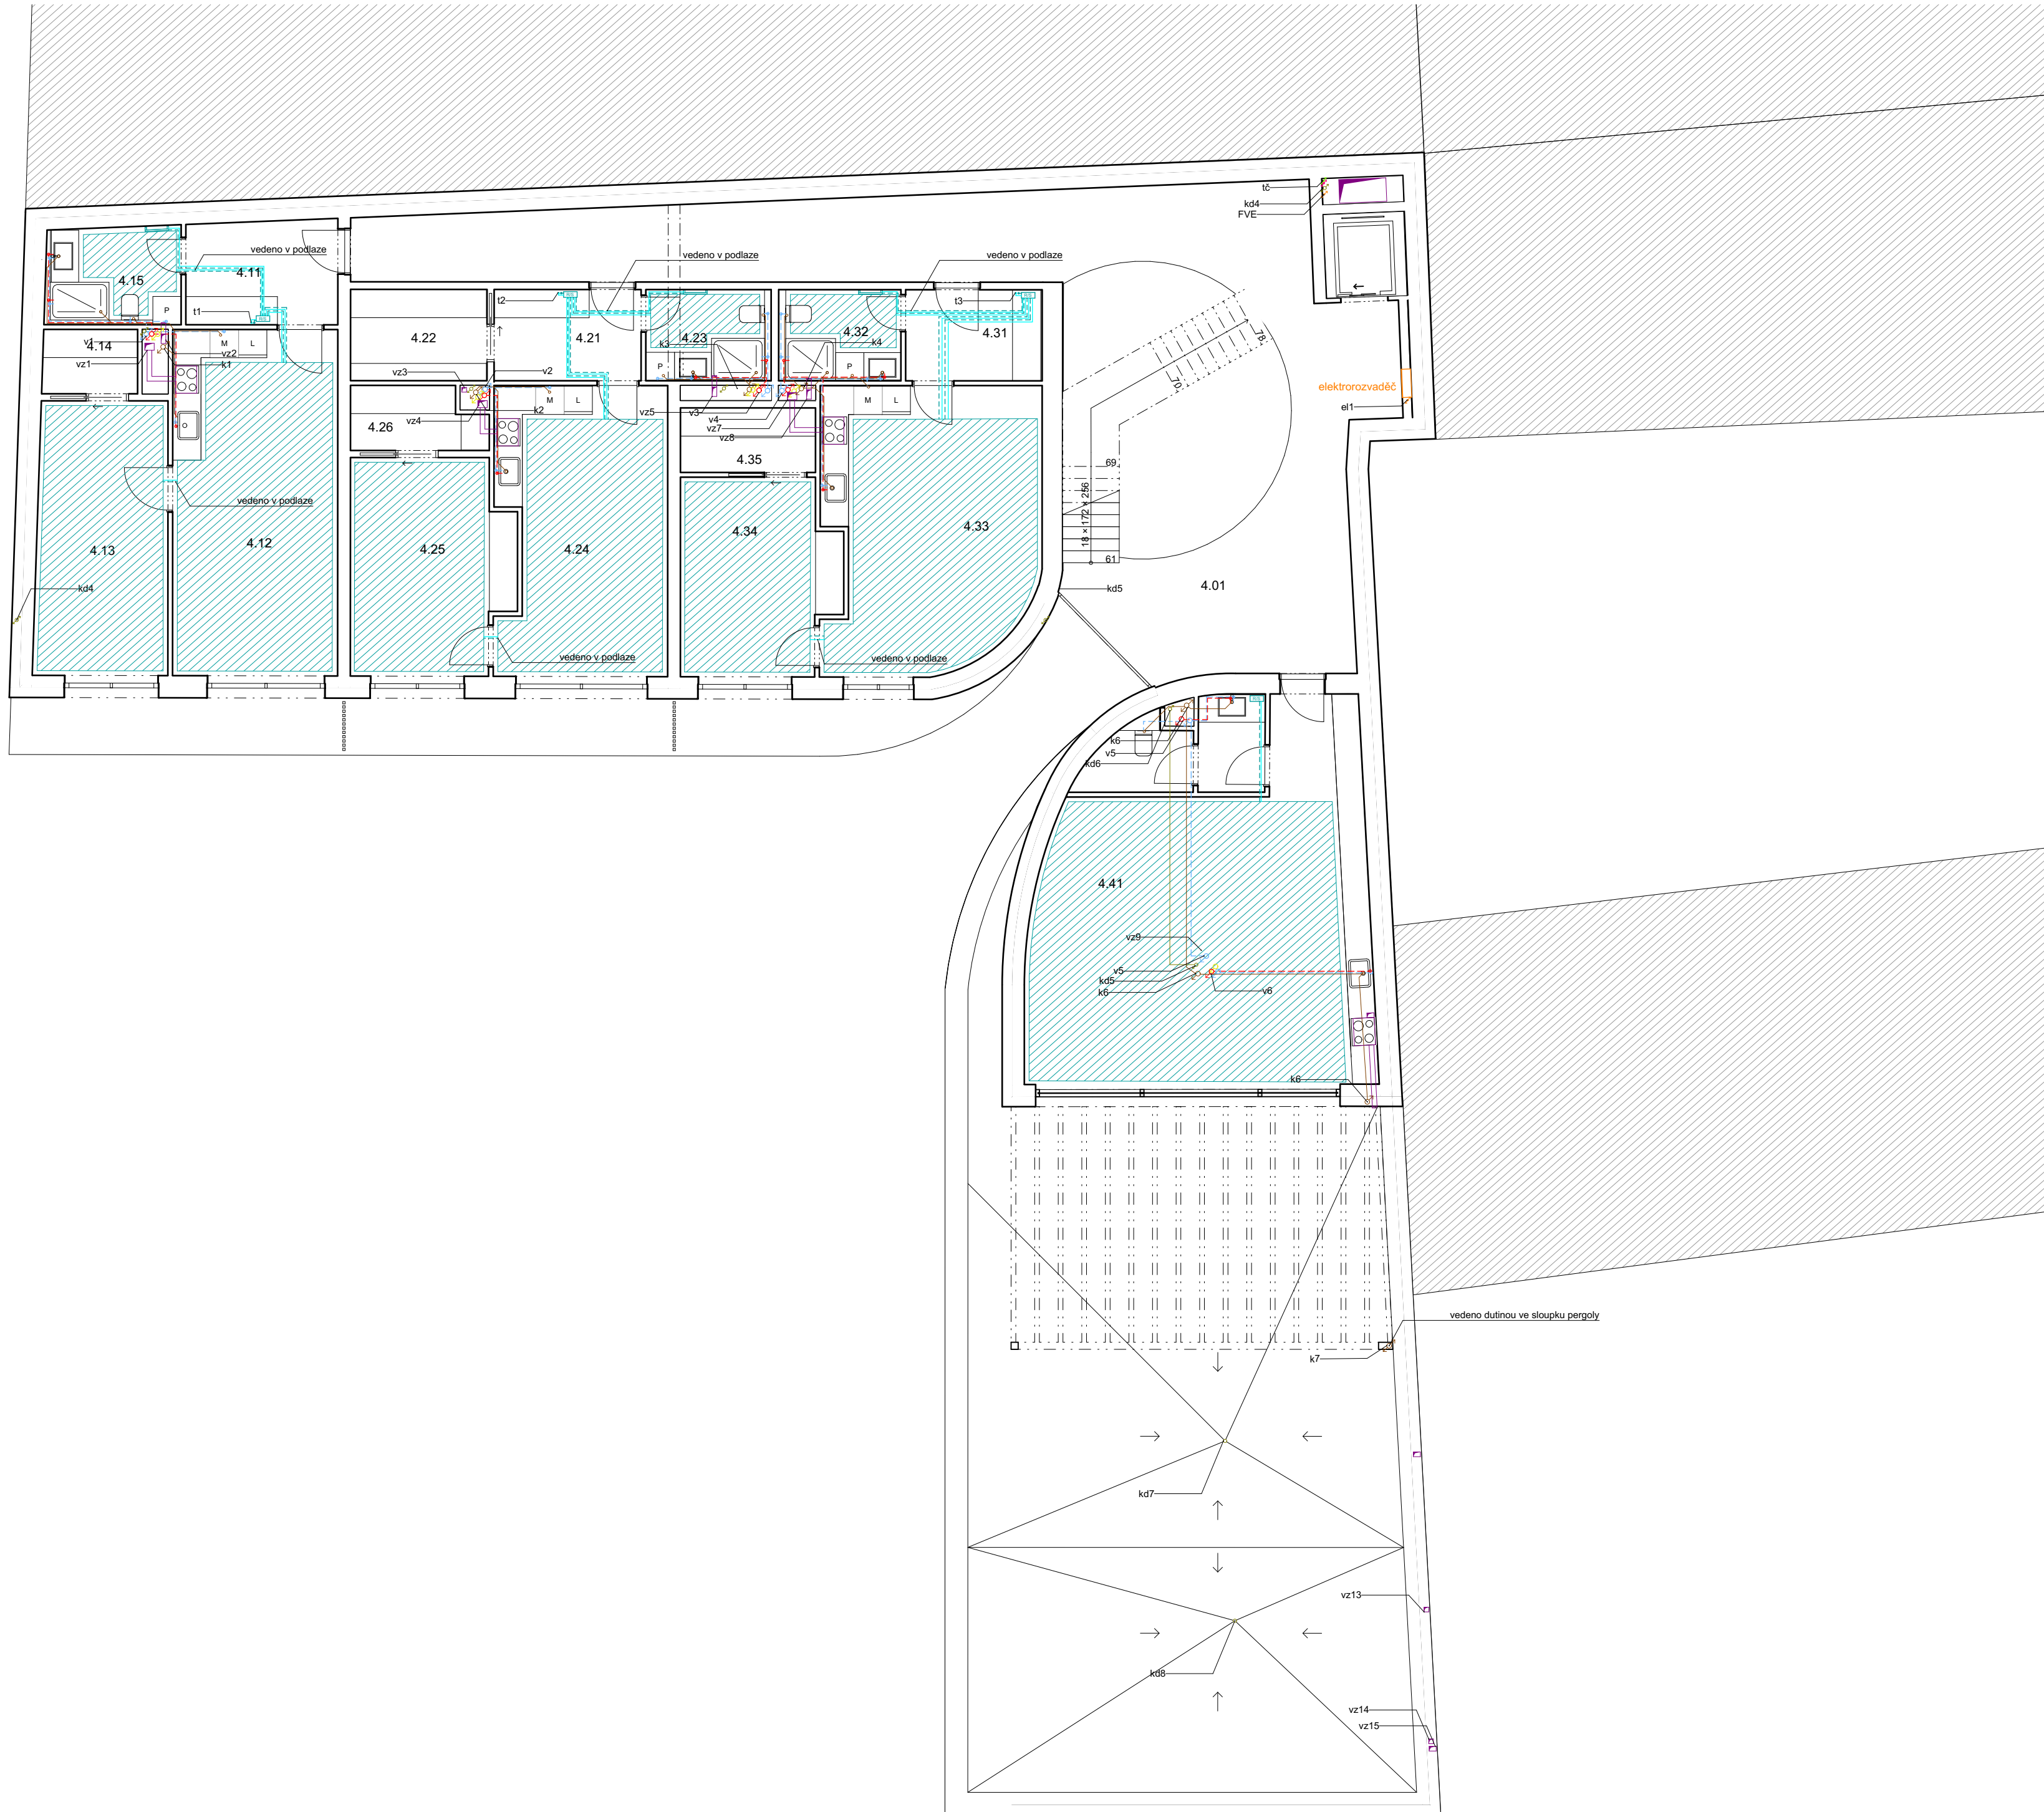 tč
kd4
FVE
vedeno v podlaze
vedeno v podlaze
vedeno v podlaze
4.15
4.11
t1
P
t2
4.22
4.21
4.23
k3
P
4.32
k4
P
t3
4.31
78
70
v1
4.14
vz1
vz2
k1
M
L
vz3
v2
vz4
k2
M
L
4.26
vz5
v3
v4
vz7
vz8
M
L
4.35
elektrorozvaděč
el1
69
18 × 172 × 256
61
vedeno v podlaze
4.13
4.12
4.25
4.24
4.34
4.33
4.01
kd4
kd5
vedeno v podlaze
vedeno v podlaze
k6
v5
kd6
4.41
vz9
v5
kd5
k6
v6
k6
vedeno dutinou ve sloupku pergoly
k7
kd7
vz13
kd8
vz14
vz15